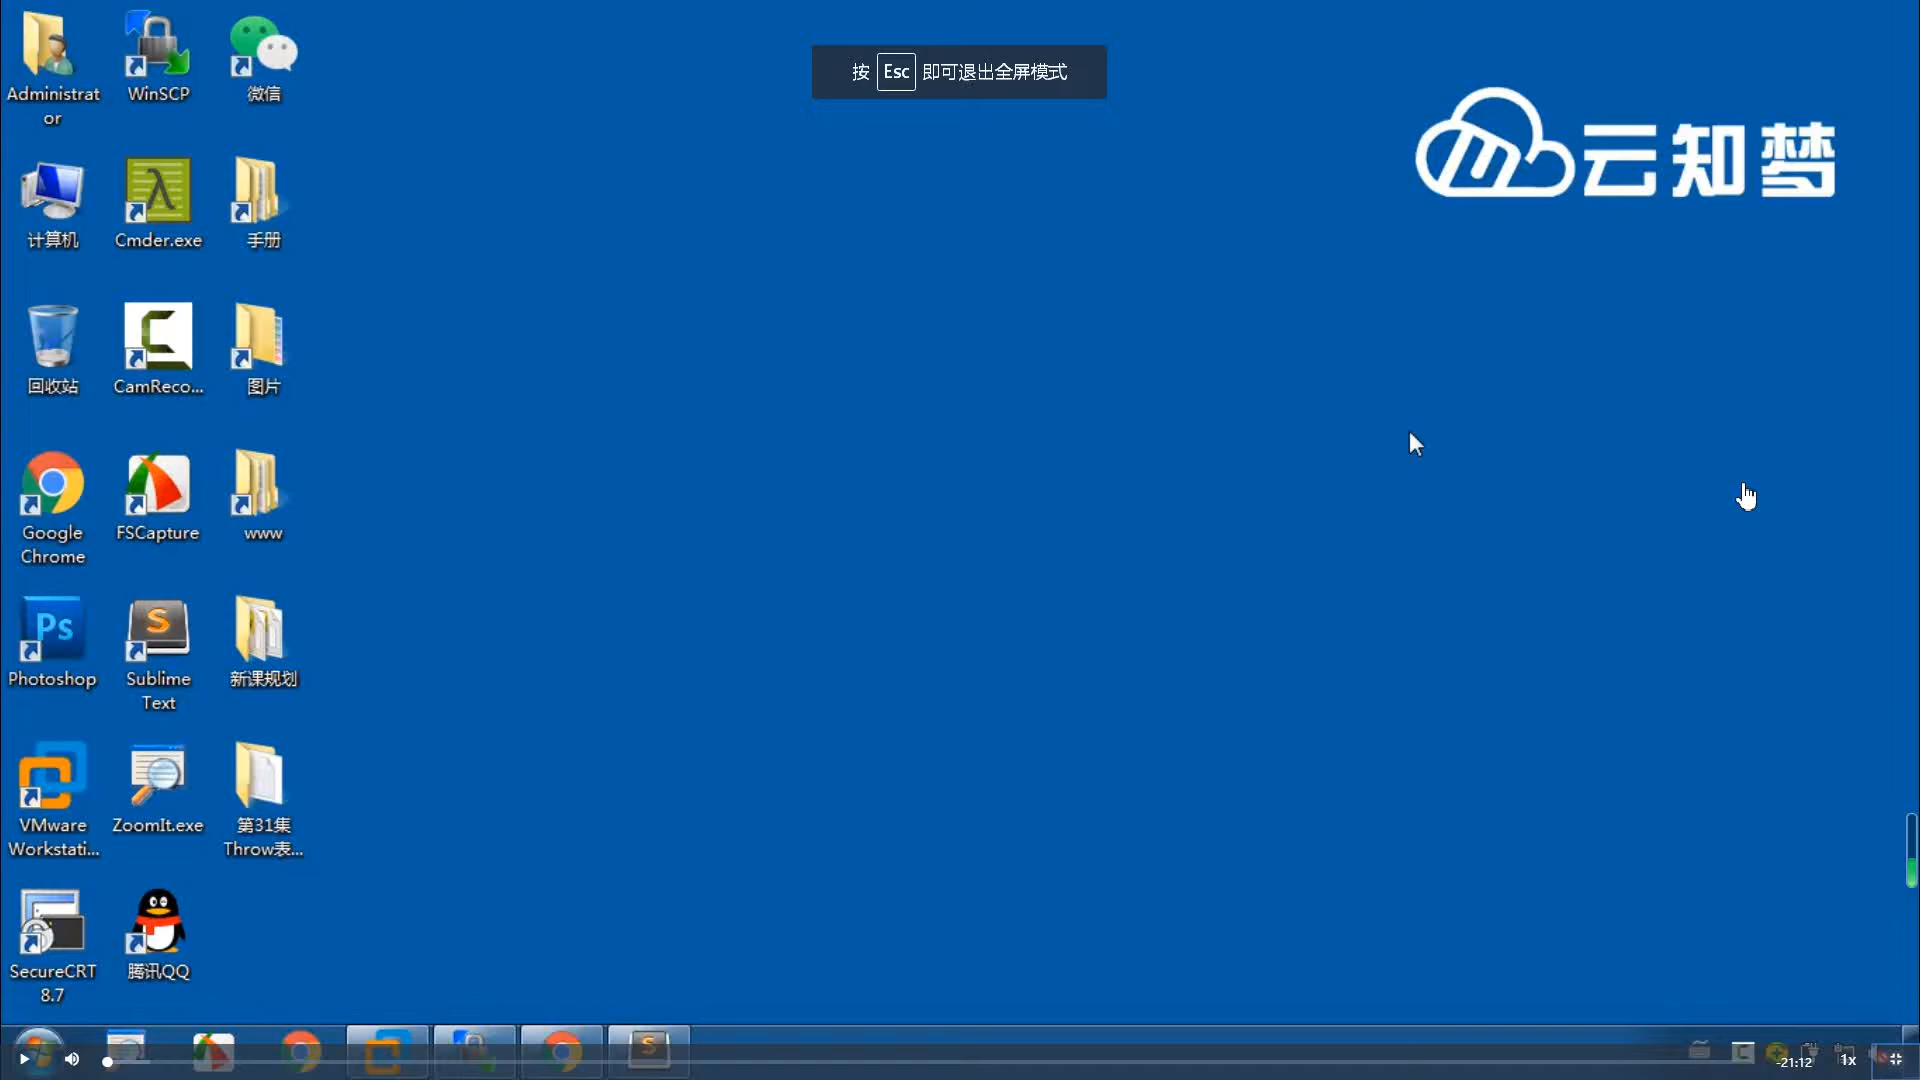 按 Esc 即可退出全屏模式
云知梦
Administrat
or
WinSCP
微信
计算机
Cmder.exe
手册
回收站
CamReco...
图片
Google
Chrome
FSCapture
www
Ps
Photoshop
S
Sublime
Text
新课规划
VMware
Workstati...
ZoomIt.exe
第31集
Throw表...
SecureCRT
8.7
腾讯QQ
S
-21:12
1x